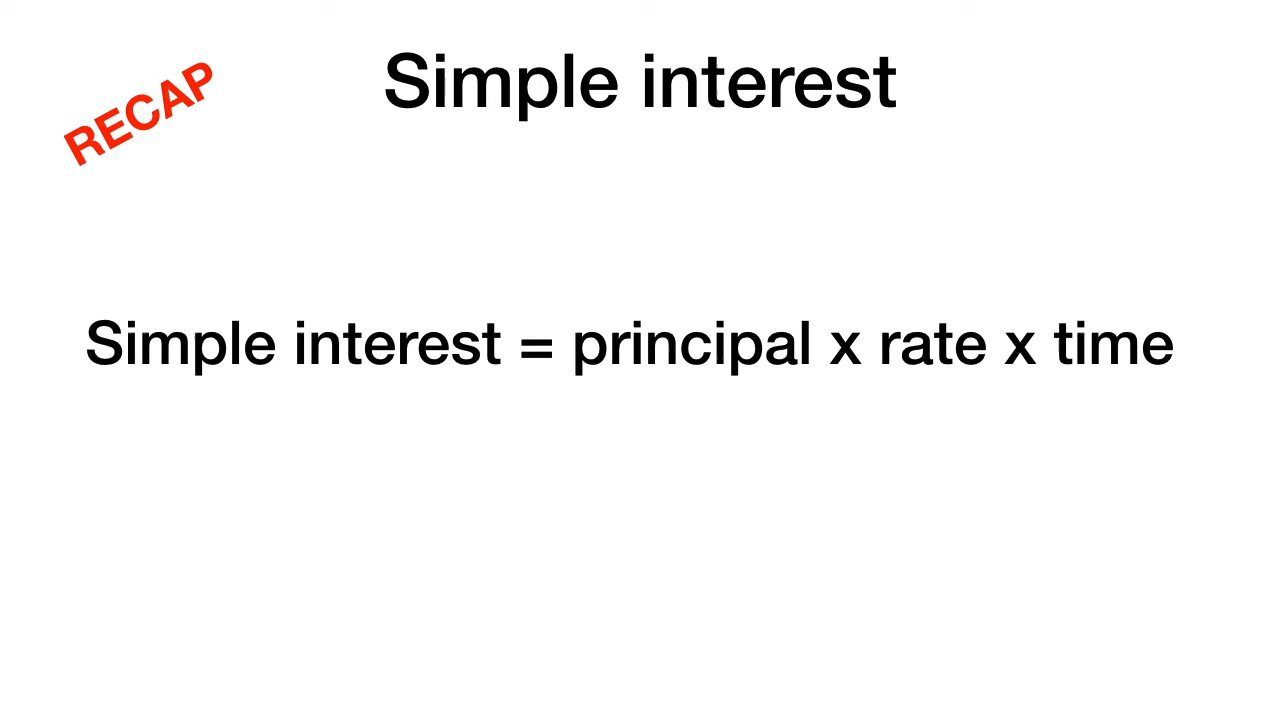 RECAP
Simple interest
Simple interest = principal x rate x time